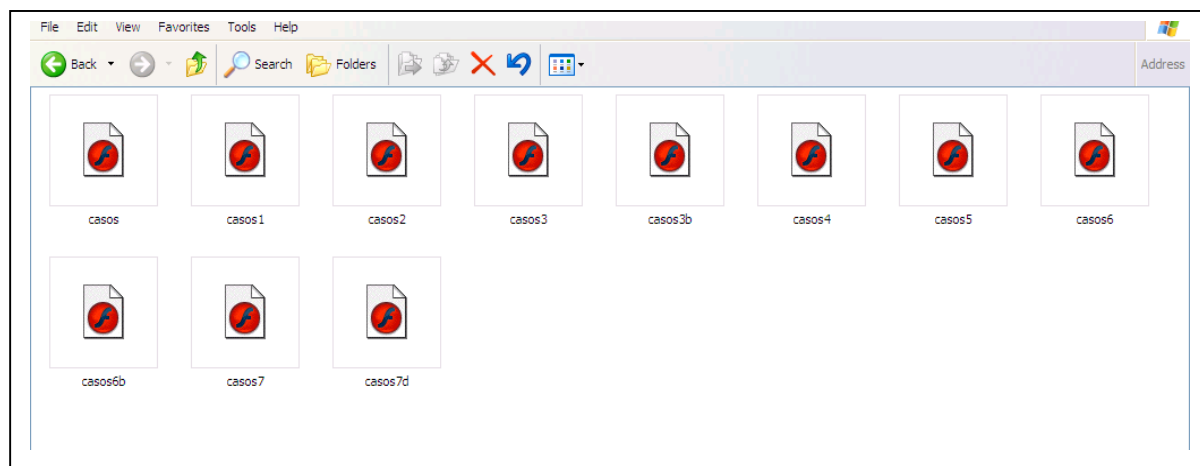 File Edit View Favorites Tools Help
Back Search Folders Address
casos casos1 casos2 casos3 casos3b casos4 casos5 casos6
casos6b casos7 casos7d